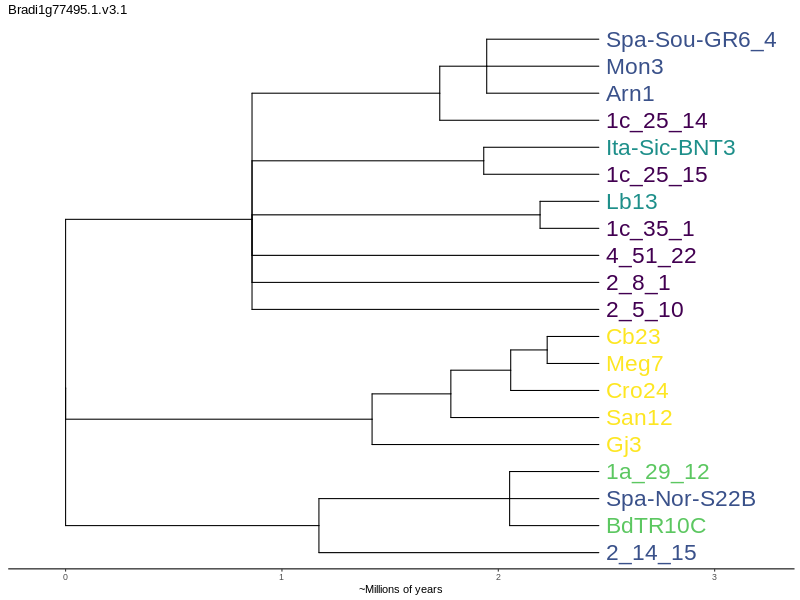 Bradi1g77495.1.v3.1
Spa-Sou-GR6_4
Mon3
Arn1
1c_25_14
Ita-Sic-BNT3
1c_25_15
Lb13
1c_35_1
4_51_22
2_8_1
2_5_10
Cb23
Meg7
Cro24
San12
Gj3
1a_29_12
Spa-Nor-S22B
BdTR10C
2_14_15
0 1 2 3
~Millions of years